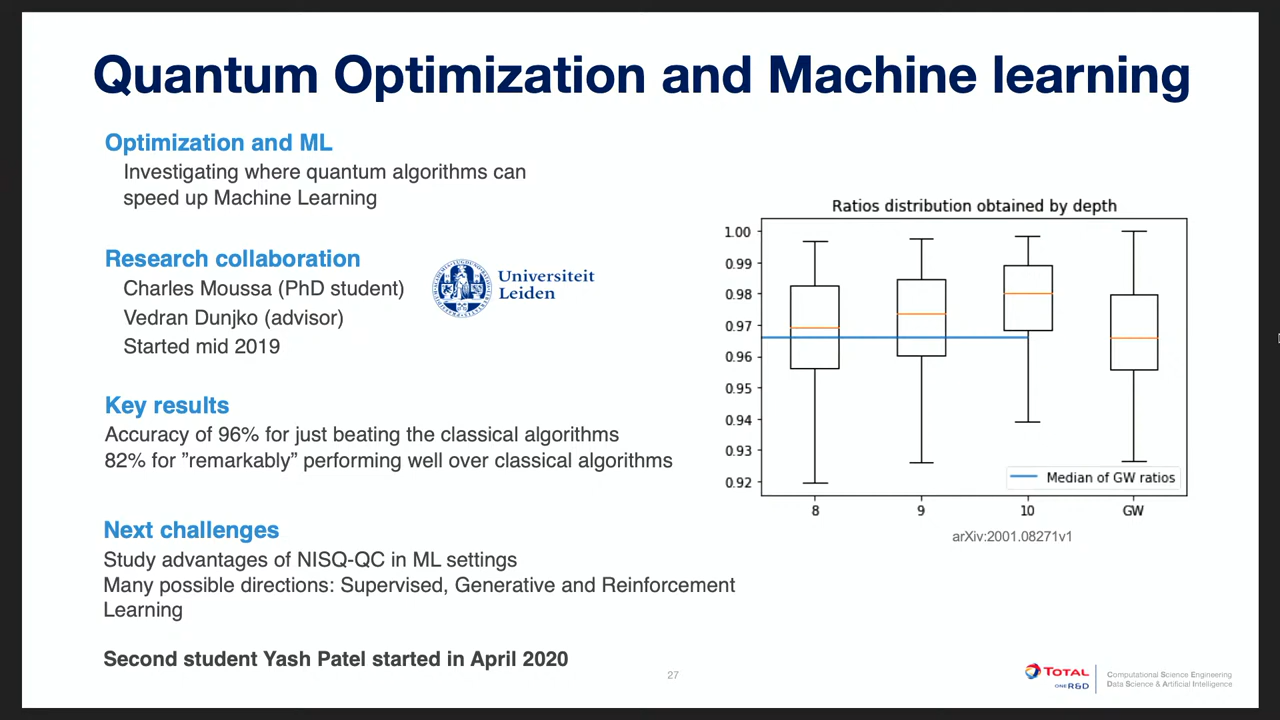 Quantum Optimization and Machine learning
Optimization and ML
Investigating where quantum algorithms can
speed up Machine Learning
Research collaboration
Charles Moussa (PhD student)
Vedran Dunjko (advisor)
Started mid 2019
Universiteit
Leiden
Key results
Accuracy of 96% for just beating the classical algorithms
82% for ”remarkably” performing well over classical algorithms
Next challenges
Study advantages of NISQ-QC in ML settings
Many possible directions: Supervised, Generative and Reinforcement
Learning
Second student Yash Patel started in April 2020
Ratios distribution obtained by depth
1.00
0.99
0.98
0.97
0.96
0.95
0.94
0.93
0.92
Median of GW ratios
8 9 10 GW
arXiv:2001.08271v1
27
TOTAL
ONE R&D
Computational Science Engineering
Data Science & Artificial Intelligence